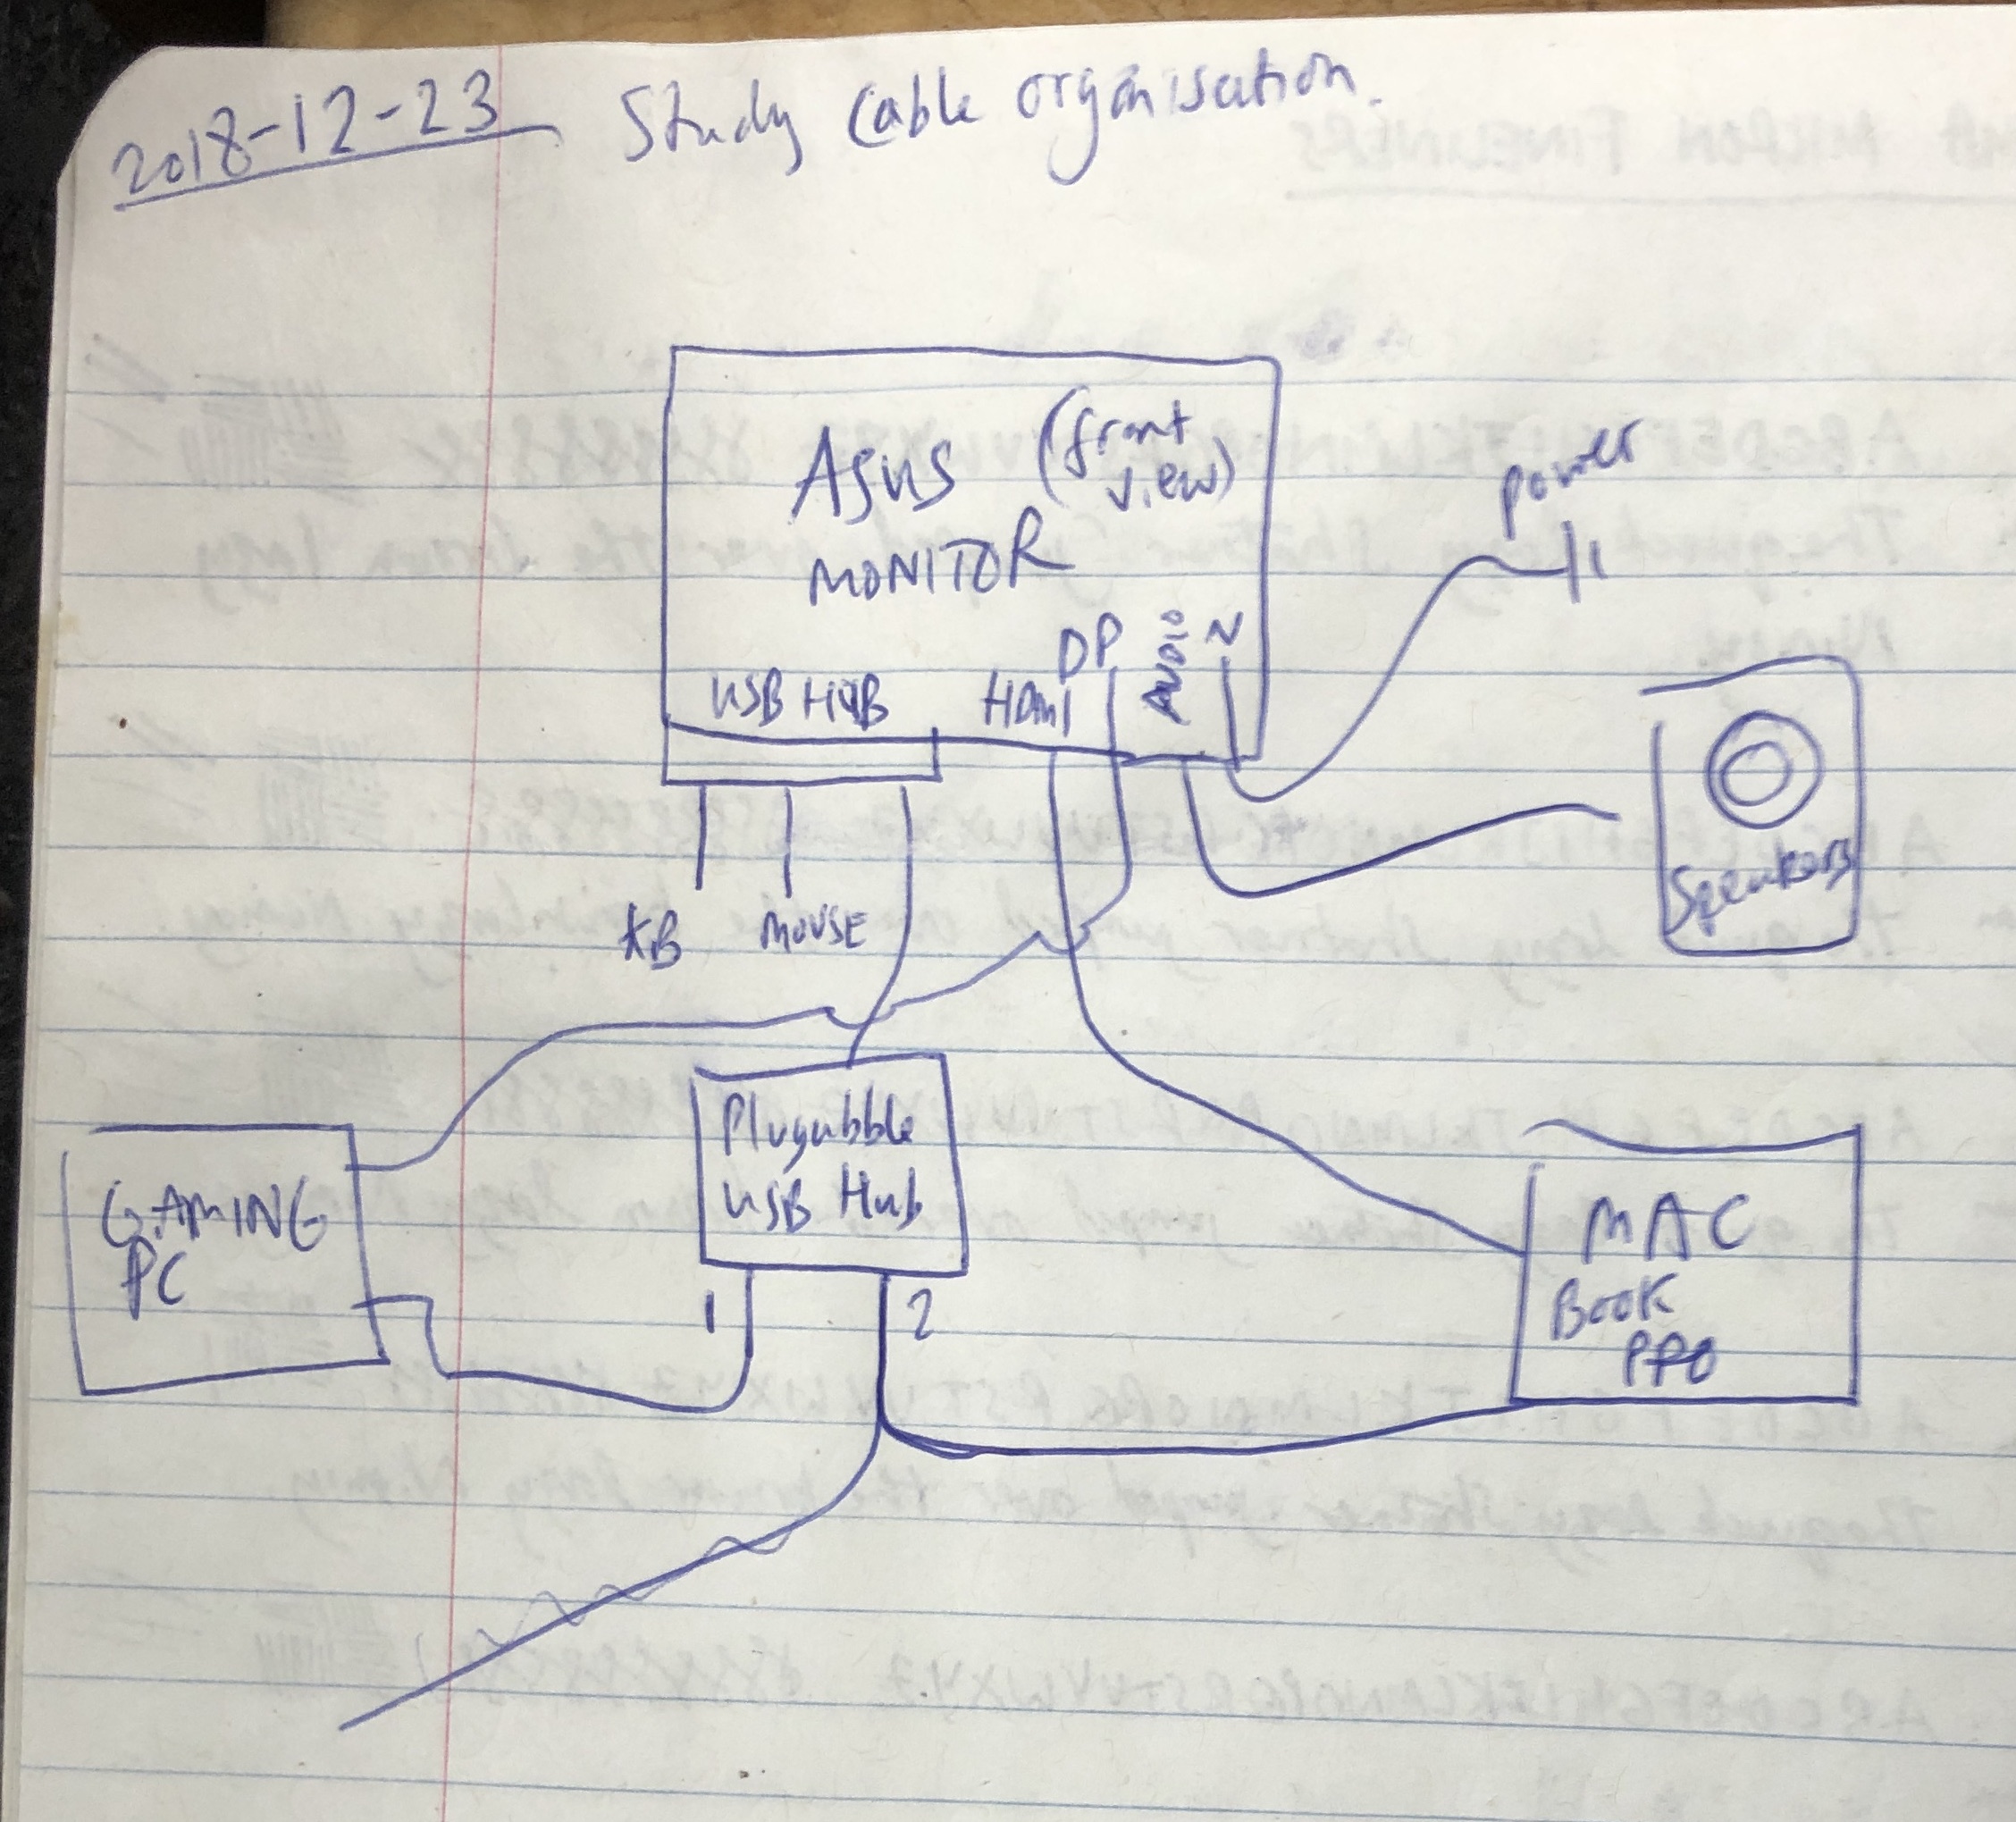 2018-12-23 Study Cable organisation.
ASUS
MONITOR
(front
view)
USB HUB
HDMI
DP
AUDIO
power
Speakers
KB
MOUSE
Plugabbble
USB Hub
1
2
GAMING
PC
MAC
BOOK
PRO